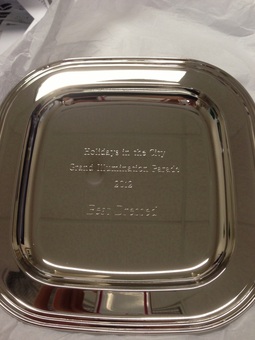 Holidays in the City
Grand Illumination Parade
2012
Best Dressed